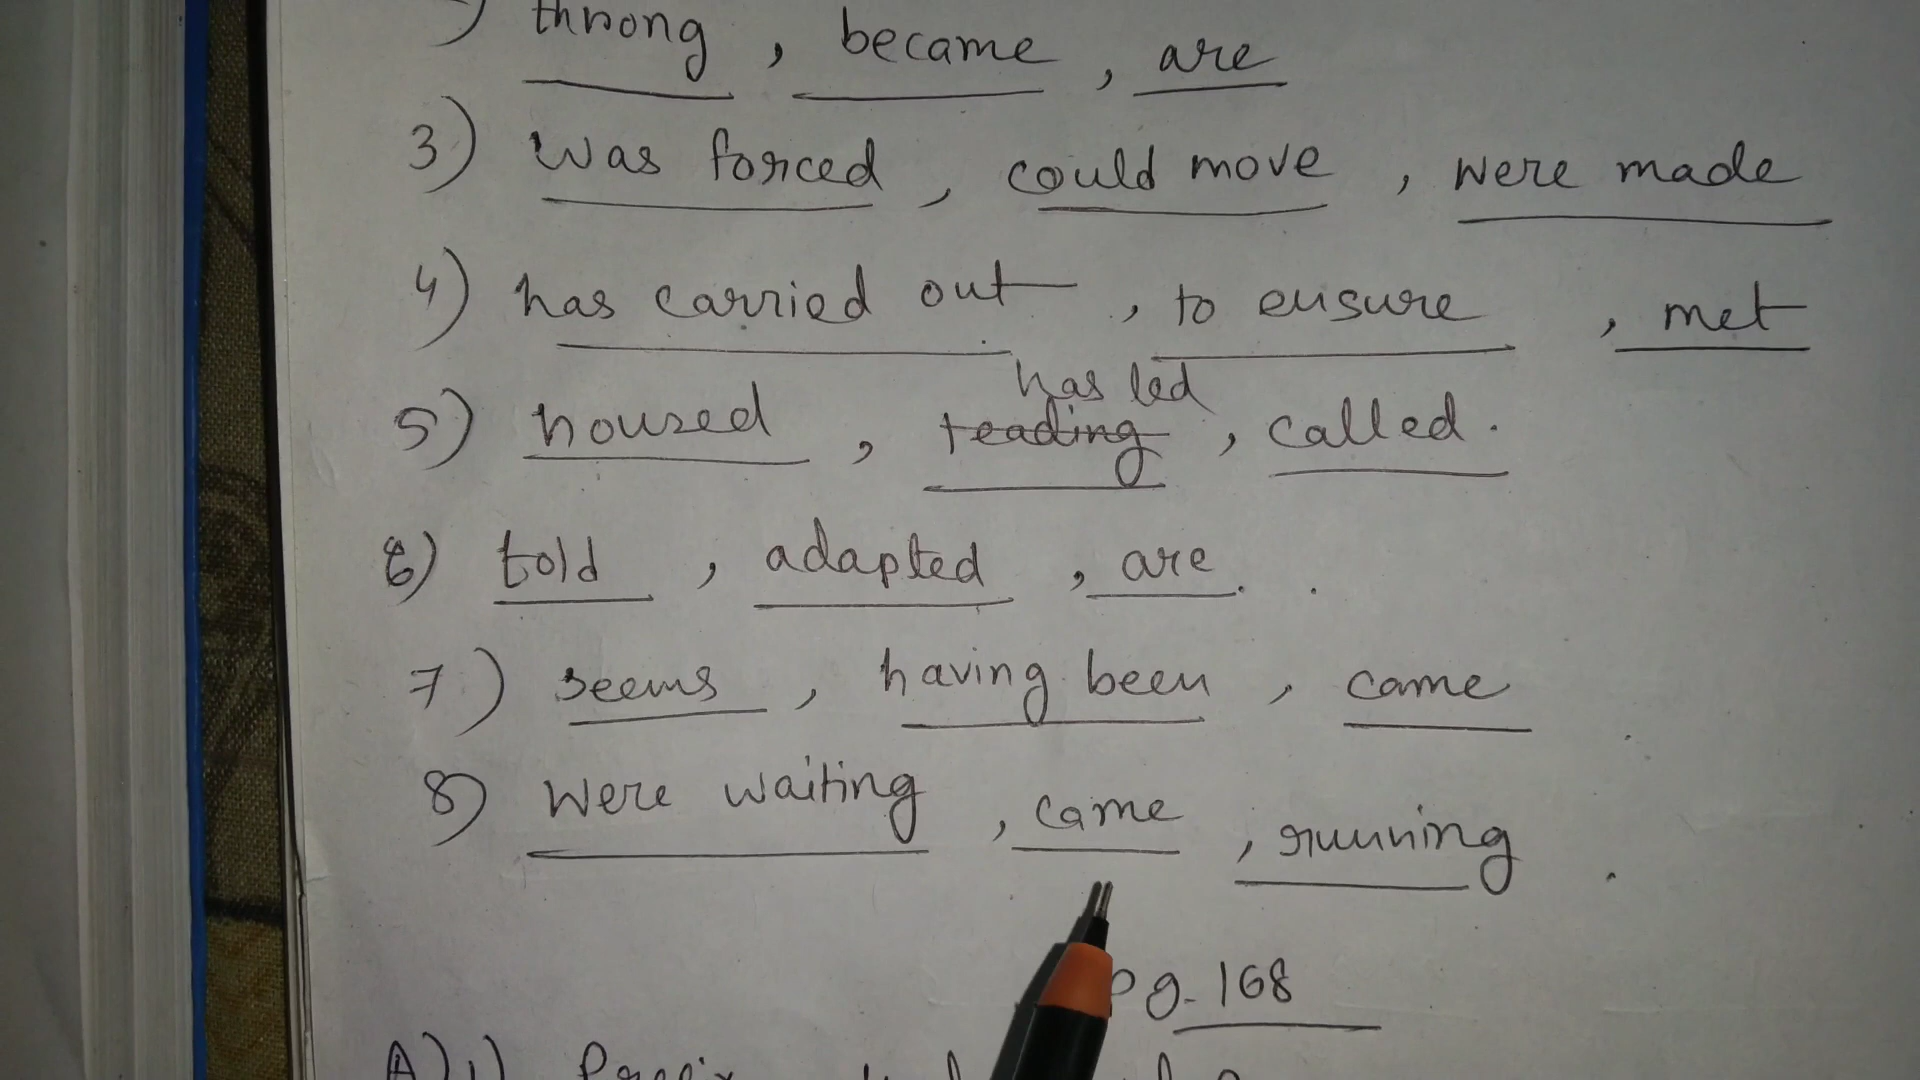 ) throng , became , are
3) was forced , could move , were made
4) has carried out , to ensure , met
has led
5) housed , leading , called .
6) told , adapted , are . .
7) seems , having been , came
8) were waiting , came , running .
pg. 168
A) i) Prefix